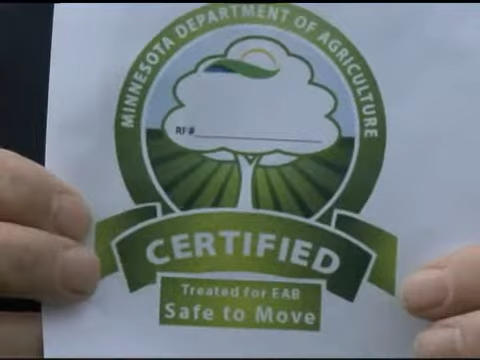 MINNESOTA DEPARTMENT OF AGRICULTURE
RF#
CERTIFIED
Treated for EAB
Safe to Move